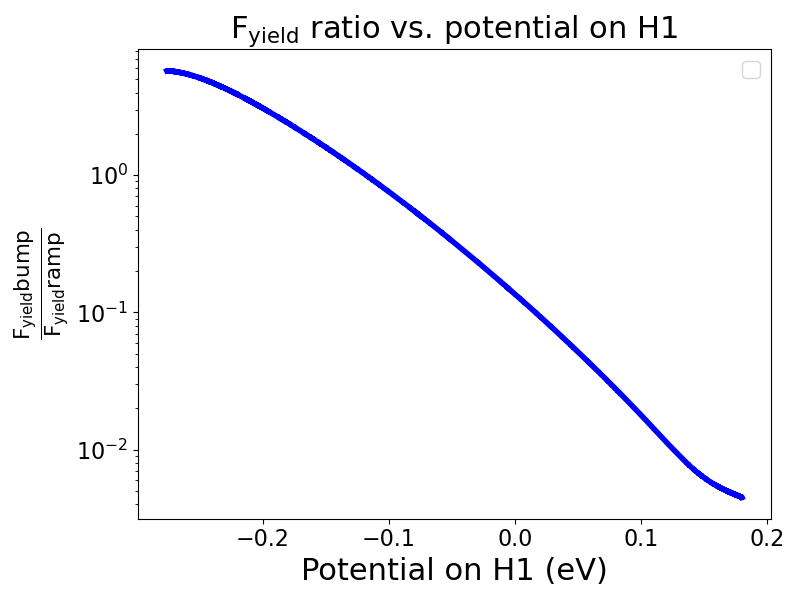 F_yield ratio vs. potential on H1
F_yield bump
F_yield ramp
10^0
10^-1
10^-2
−0.2 −0.1 0.0 0.1 0.2
Potential on H1 (eV)